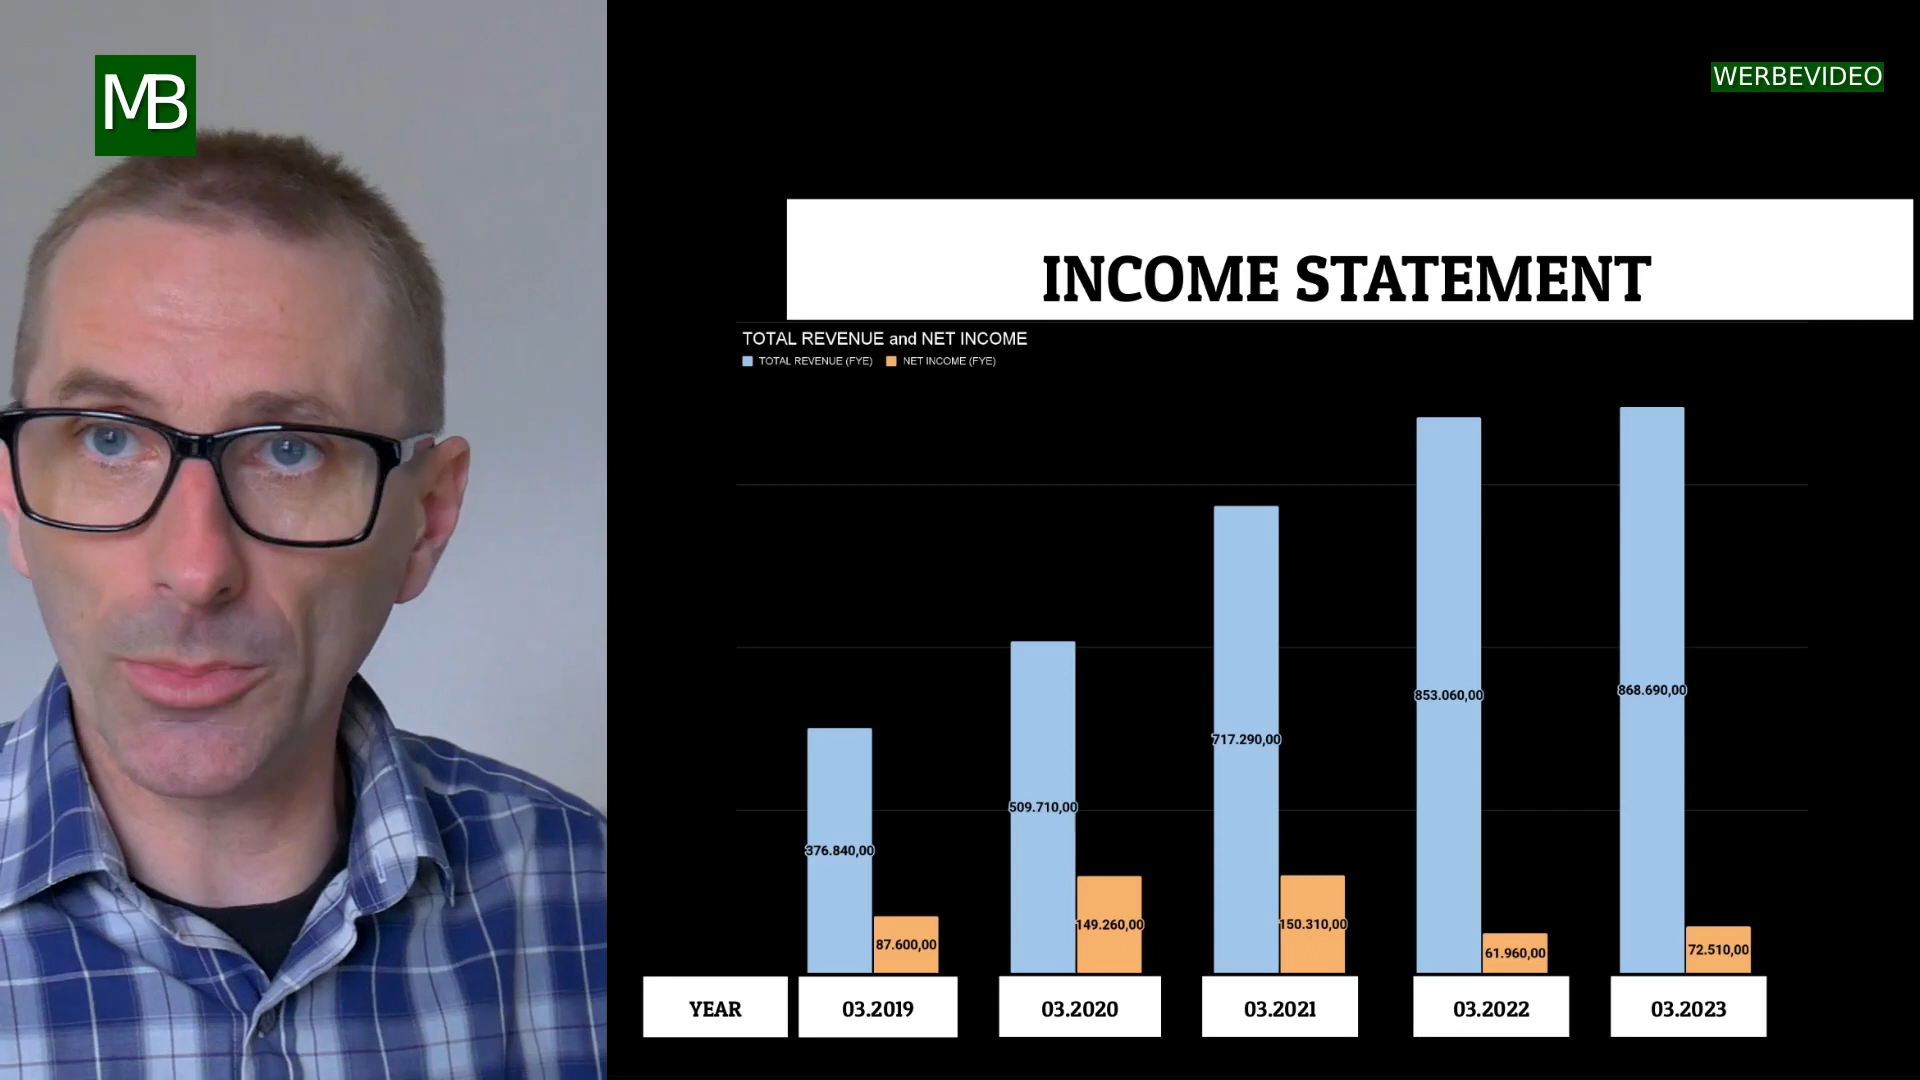 MB
WERBEVIDEO
INCOME STATEMENT
TOTAL REVENUE and NET INCOME
TOTAL REVENUE (FYE) NET INCOME (FYE)
376.840,00 87.600,00
509.710,00 149.260,00
717.290,00 150.310,00
853.060,00 61.960,00
868.690,00 72.510,00
YEAR 03.2019 03.2020 03.2021 03.2022 03.2023